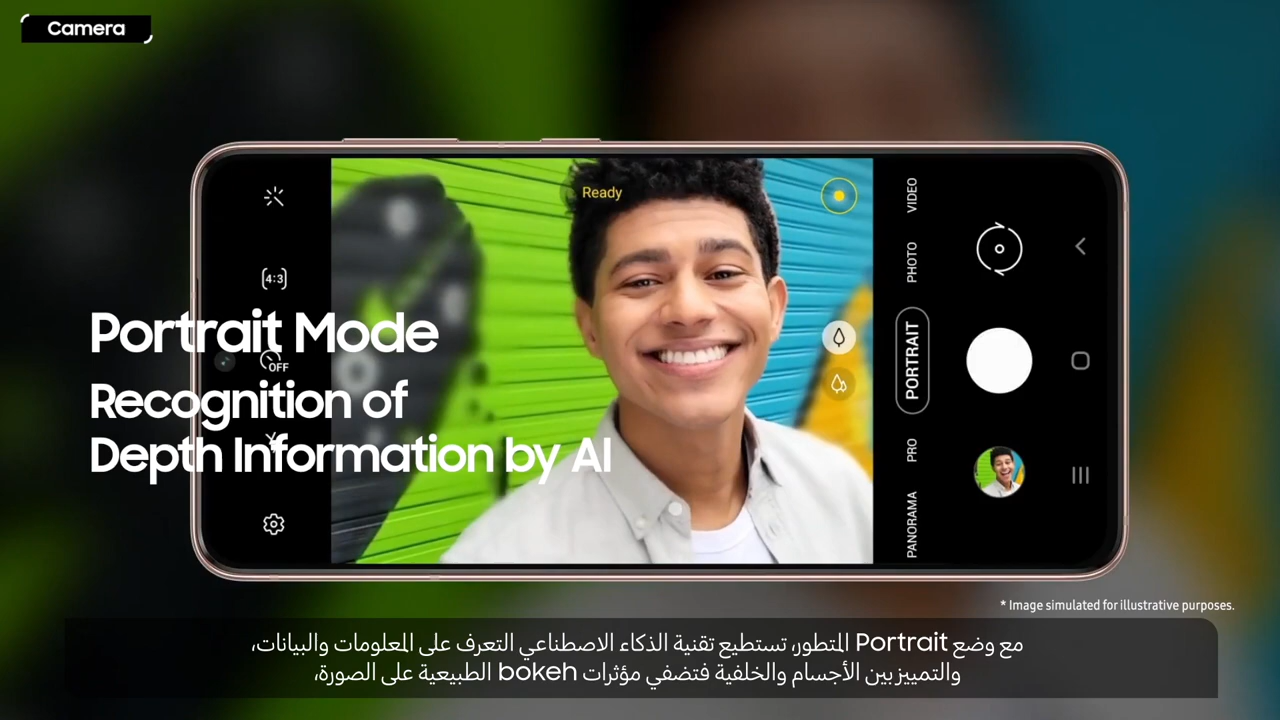 Camera
Ready
4:3
OFF
VIDEO
PHOTO
PORTRAIT
PRO
PANORAMA
Portrait Mode
Recognition of
Depth Information by AI
* Image simulated for illustrative purposes.
مع وضع Portrait المتطور، تستطيع تقنية الذكاء الاصطناعي التعرف على المعلومات والبيانات،
والتمييز بين الأجسام والخلفية فتضفي مؤثرات bokeh الطبيعية على الصورة،